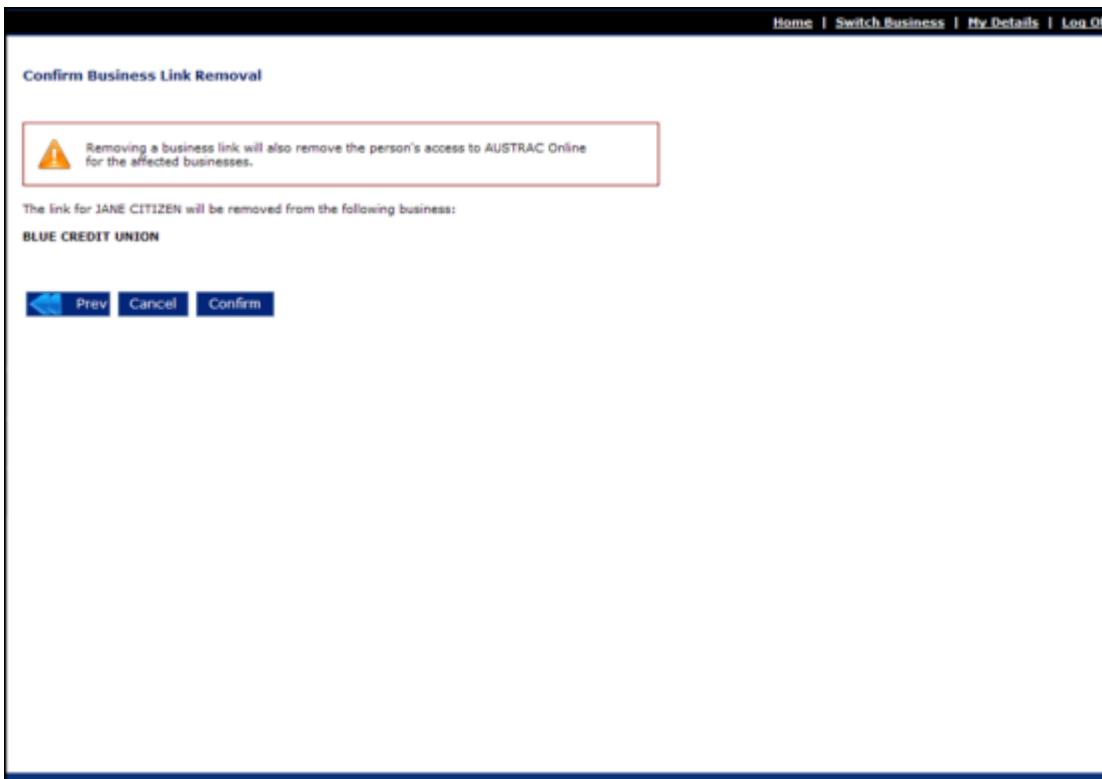 Home | Switch Business | My Details | Log Of
Confirm Business Link Removal
Removing a business link will also remove the person's access to AUSTRAC Online
for the affected businesses.
The link for JANE CITIZEN will be removed from the following business:
BLUE CREDIT UNION
Prev Cancel Confirm